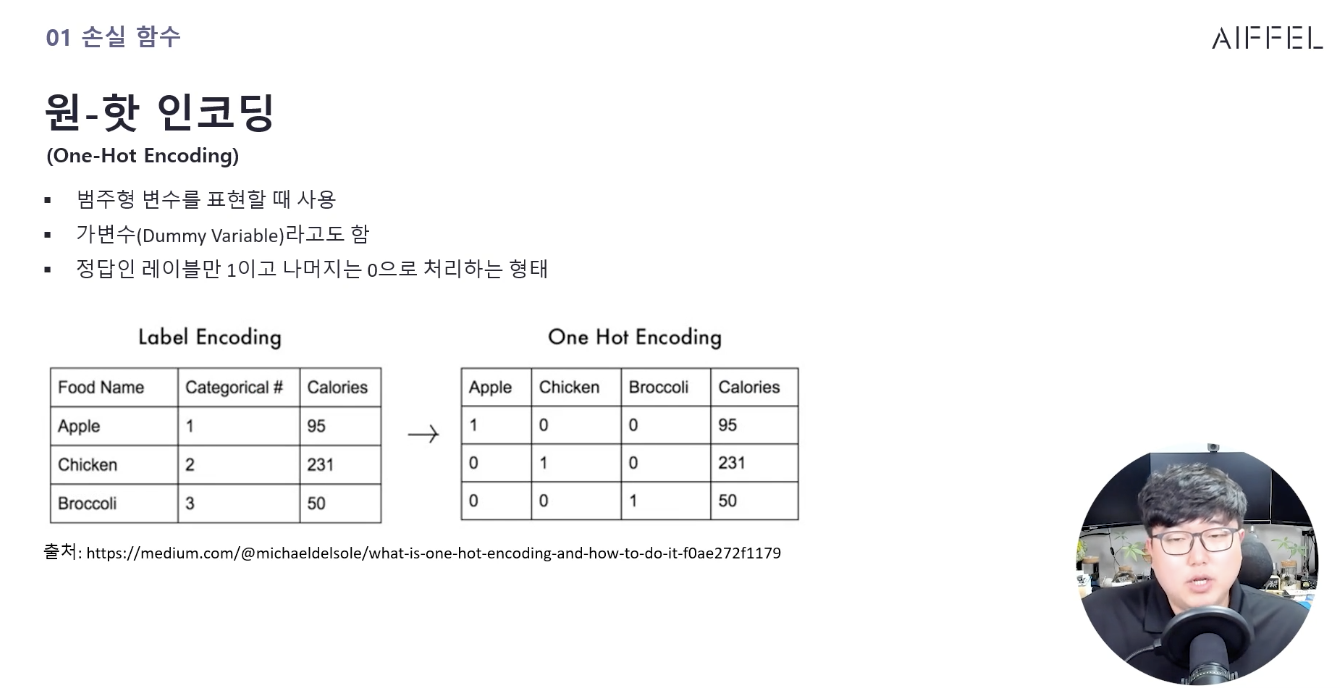 01 손실 함수
AIFFEL
원-핫 인코딩
(One-Hot Encoding)
▪ 범주형 변수를 표현할 때 사용
▪ 가변수(Dummy Variable)라고도 함
▪ 정답인 레이블만 1이고 나머지는 0으로 처리하는 형태
Label Encoding
Food Name Categorical # Calories
Apple 1 95
Chicken 2 231
Broccoli 3 50
→
One Hot Encoding
Apple Chicken Broccoli Calories
1 0 0 95
0 1 0 231
0 0 1 50
출처: https://medium.com/@michaeldelsole/what-is-one-hot-encoding-and-how-to-do-it-f0ae272f1179